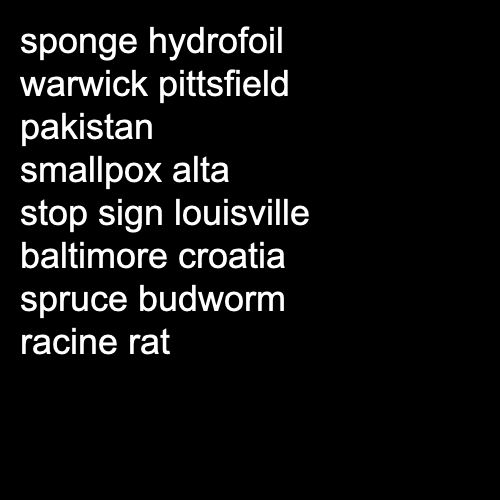 sponge hydrofoil
warwick pittsfield
pakistan
smallpox alta
stop sign louisville
baltimore croatia
spruce budworm
racine rat